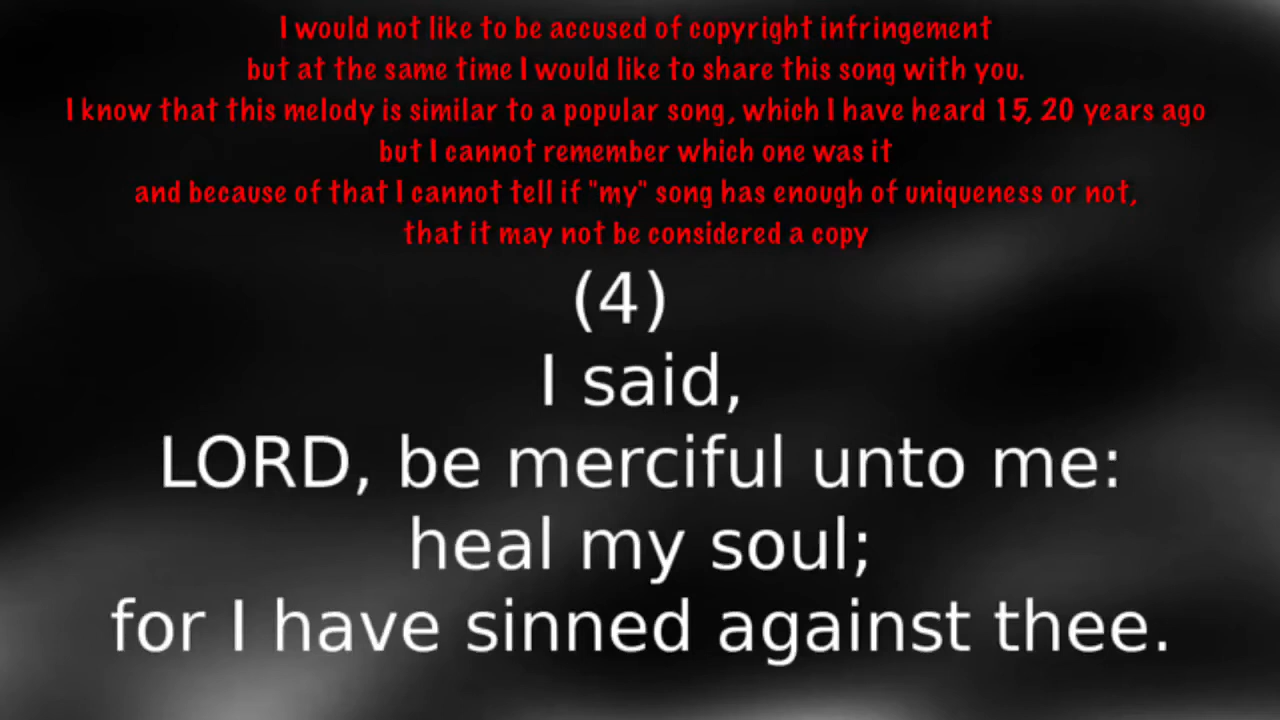 I would not like to be accused of copyright infringement
but at the same time I would like to share this song with you.
I know that this melody is similar to a popular song, which I have heard 15, 20 years ago
but I cannot remember which one was it
and because of that I cannot tell if "my" song has enough of uniqueness or not,
that it may not be considered a copy
(4)
I said,
LORD, be merciful unto me:
heal my soul;
for I have sinned against thee.